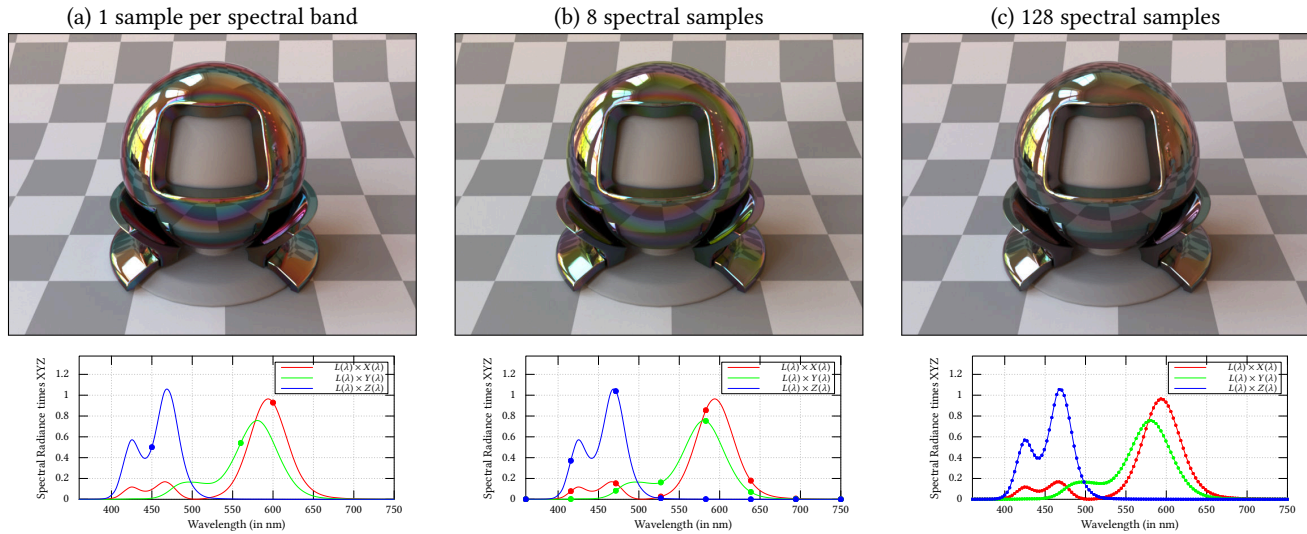 (a) 1 sample per spectral band
(b) 8 spectral samples
(c) 128 spectral samples
Spectral Radiance times XYZ
1.2
1
0.8
0.6
0.4
0.2
0
L(λ) × X(λ)
L(λ) × Y(λ)
L(λ) × Z(λ)
400 450 500 550 600 650 700 750
Wavelength (in nm)
Spectral Radiance times XYZ
1.2
1
0.8
0.6
0.4
0.2
0
L(λ) × X(λ)
L(λ) × Y(λ)
L(λ) × Z(λ)
400 450 500 550 600 650 700 750
Wavelength (in nm)
Spectral Radiance times XYZ
1.2
1
0.8
0.6
0.4
0.2
0
L(λ) × X(λ)
L(λ) × Y(λ)
L(λ) × Z(λ)
400 450 500 550 600 650 700 750
Wavelength (in nm)